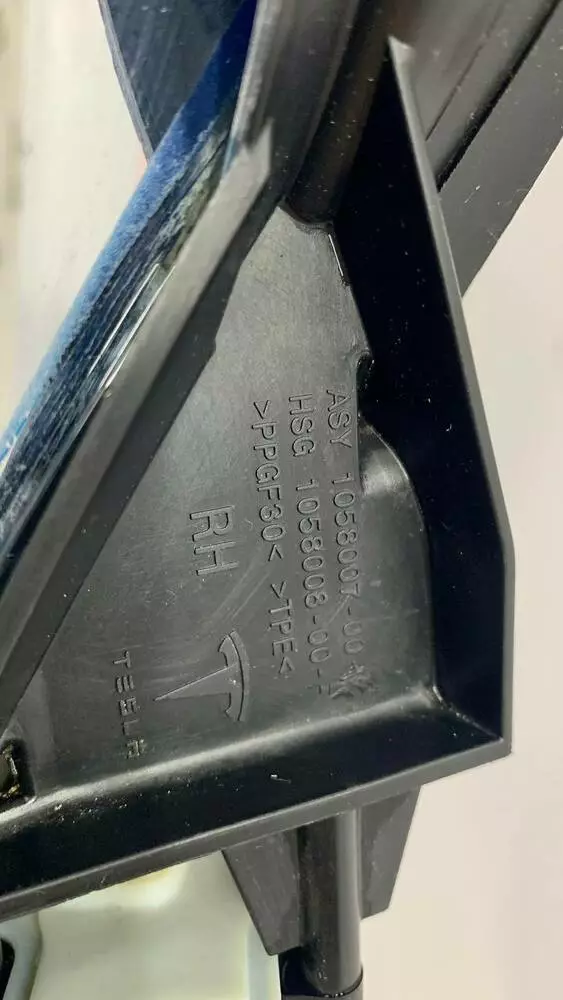 ASY 1058007-00-
HSG 1058008-00-
>PPGF30< >TPE<
RH
TESLA